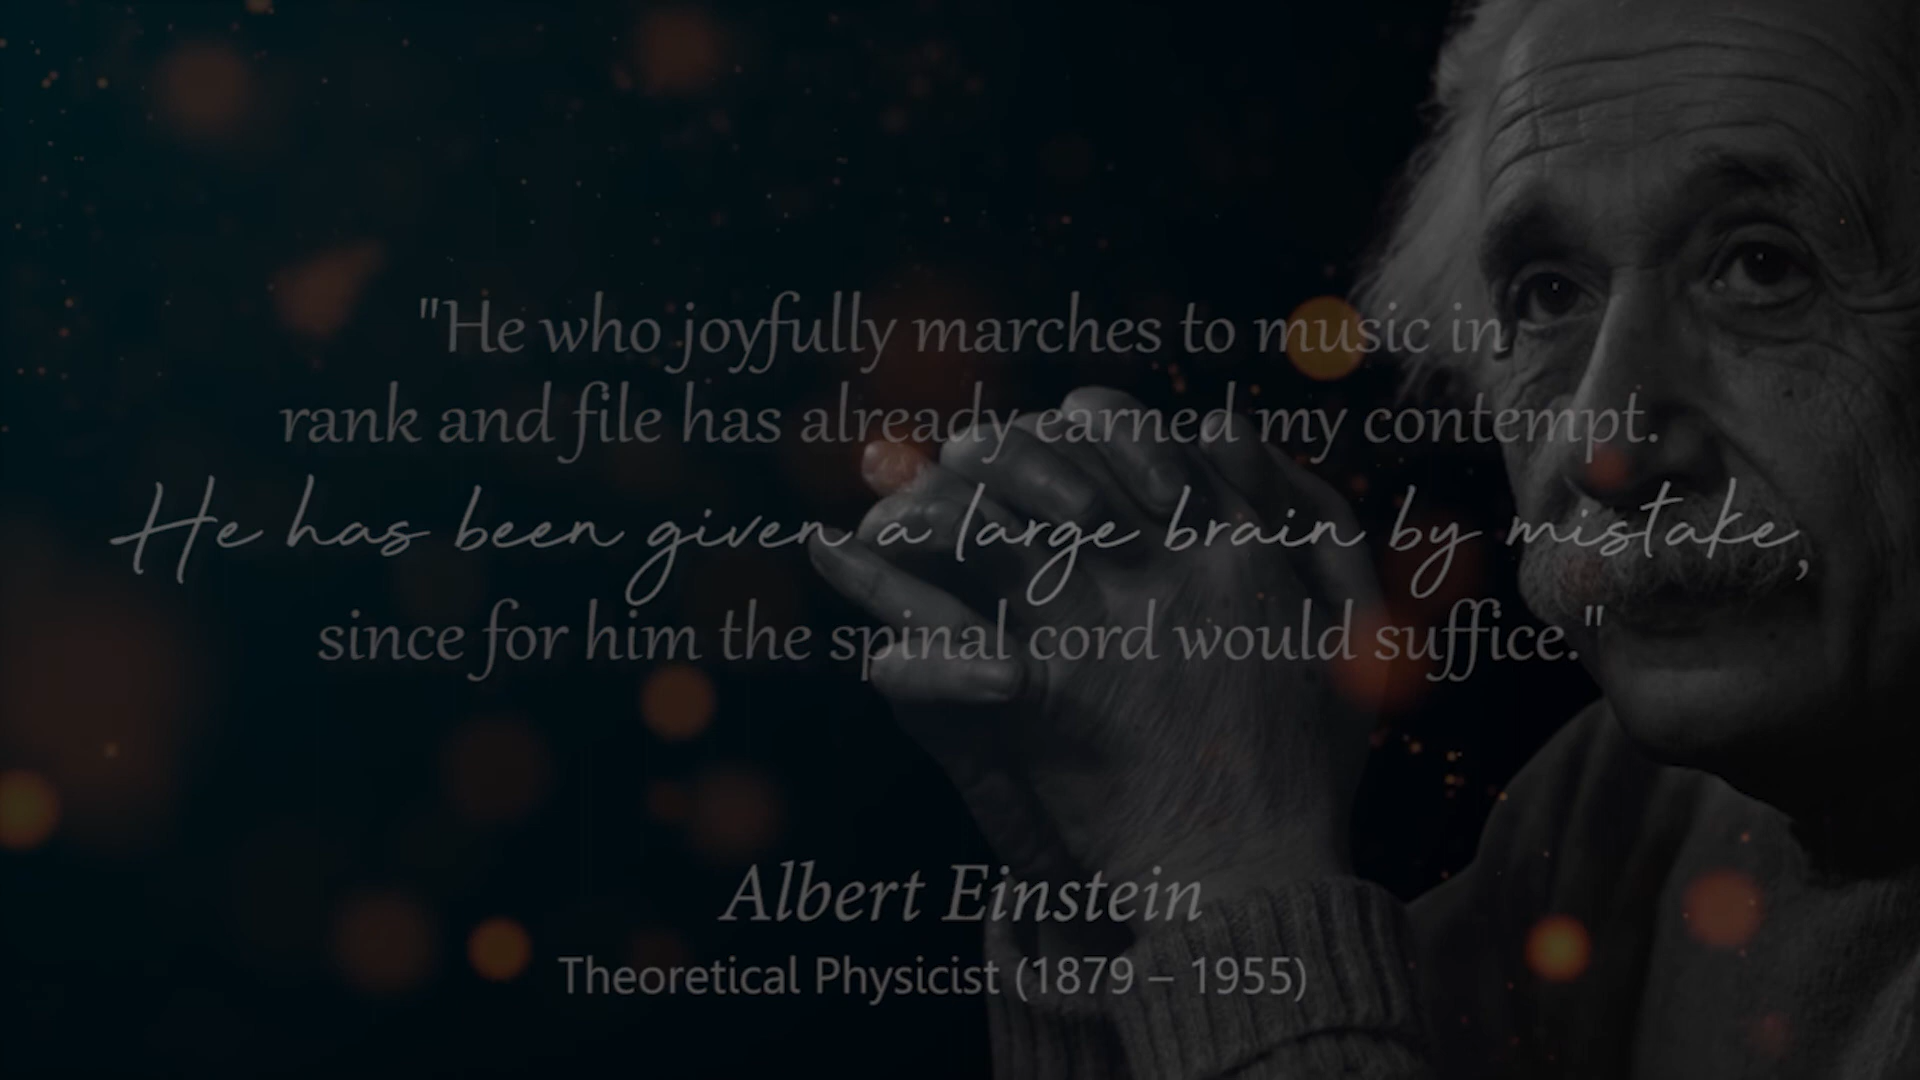 "He who joyfully marches to music in
rank and file has already earned my contempt.
He has been given a large brain by mistake,
since for him the spinal cord would suffice."
Albert Einstein
Theoretical Physicist (1879 – 1955)